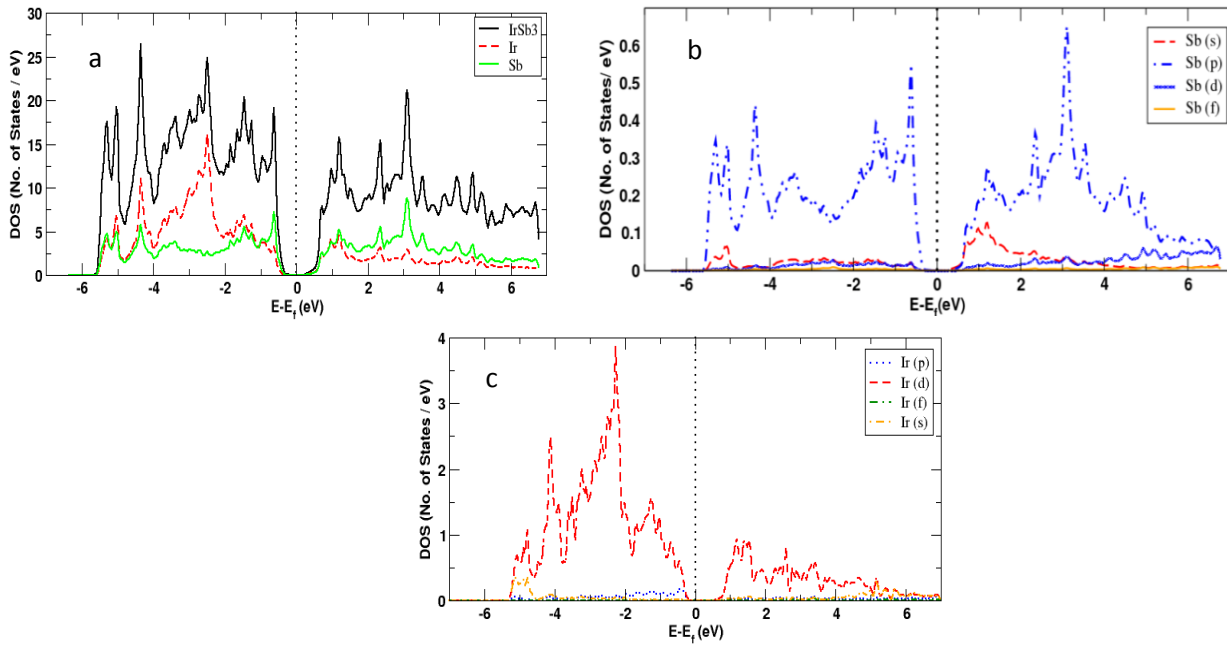 a
DOS (No. of States / eV)
30
25
20
15
10
5
0
-6 -4 -2 0 2 4 6
E-Ef (eV)
IrSb3
Ir
Sb
b
DOS (No. of States/ eV)
0.6
0.5
0.4
0.3
0.2
0.1
0
-6 -4 -2 0 2 4 6
E-Ef(eV)
Sb (s)
Sb (p)
Sb (d)
Sb (f)
c
DOS (No. of States / eV)
4
3
2
1
0
-6 -4 -2 0 2 4 6
E-Ef (eV)
Ir (p)
Ir (d)
Ir (f)
Ir (s)